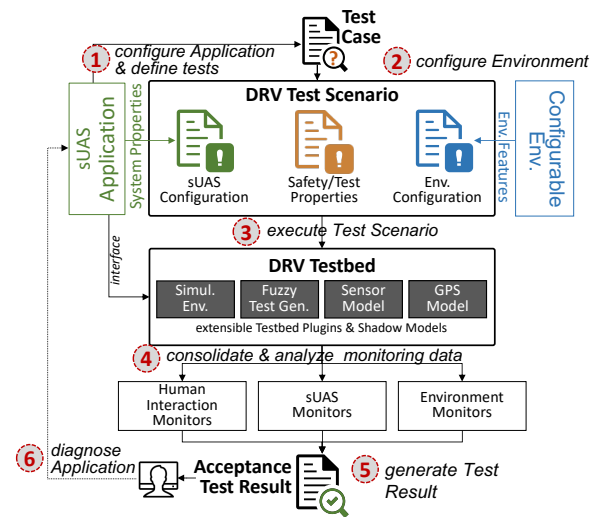 Test
Case
1 configure Application
& define tests
2 configure Environment
DRV Test Scenario
sUAS
Application
System Properties
sUAS
Configuration
Safety/Test
Properties
Env.
Configuration
Env. Features
Configurable
Env.
3 execute Test Scenario
interface
DRV Testbed
Simul.
Env.
Fuzzy
Test Gen.
Sensor
Model
GPS
Model
extensible Testbed Plugins & Shadow Models
4 consolidate & analyze monitoring data
Human
Interaction
Monitors
sUAS
Monitors
Environment
Monitors
6 diagnose
Application
Acceptance
Test Result
5 generate Test
Result